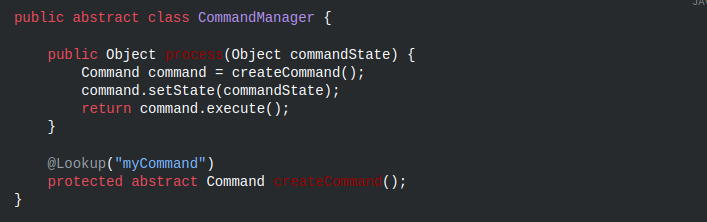 JAV
public abstract class CommandManager {
public Object process(Object commandState) {
Command command = createCommand();
command.setState(commandState);
return command.execute();
}
@Lookup("myCommand")
protected abstract Command createCommand();
}